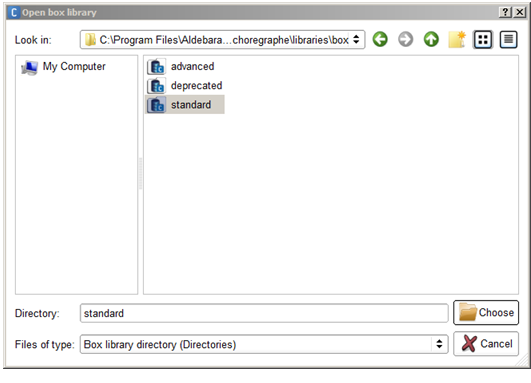 Open box library
Look in: C:\Program Files\Aldebara...choregraphe\libraries\box
My Computer
advanced
deprecated
standard
Directory: standard Choose
Files of type: Box library directory (Directories) Cancel